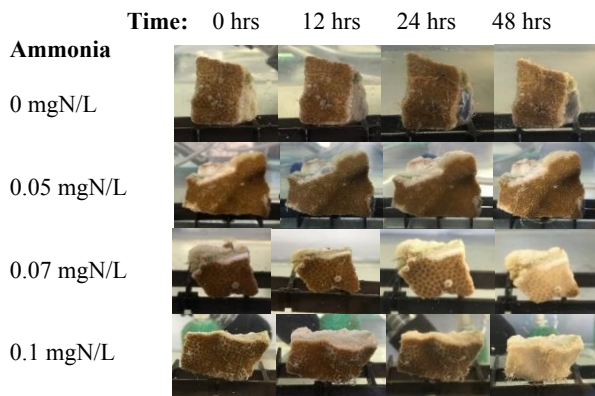 Time: 0 hrs 12 hrs 24 hrs 48 hrs
Ammonia
0 mgN/L
0.05 mgN/L
0.07 mgN/L
0.1 mgN/L